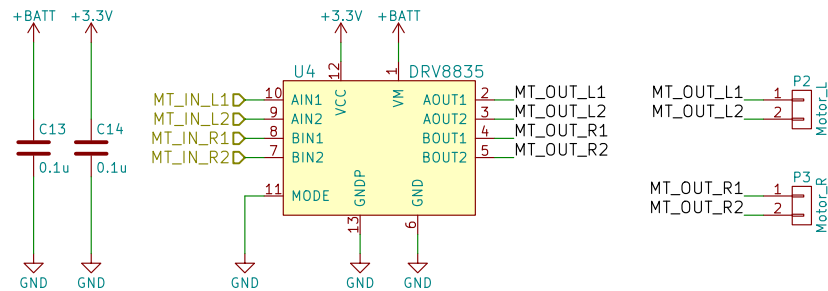 +BATT +3.3V +3.3V +BATT
U4 DRV8835
12 VCC 1 VM
MT_IN_L1 10 AIN1 AOUT1 2 MT_OUT_L1
MT_IN_L2 9 AIN2 AOUT2 3 MT_OUT_L2
MT_IN_R1 8 BIN1 BOUT1 4 MT_OUT_R1
MT_IN_R2 7 BIN2 BOUT2 5 MT_OUT_R2
11 MODE GNDP GND
13 6
C13 C14
0.1u 0.1u
GND GND GND GND GND
P2
MT_OUT_L1 1
MT_OUT_L2 2
Motor_L
P3
MT_OUT_R1 1
MT_OUT_R2 2
Motor_R